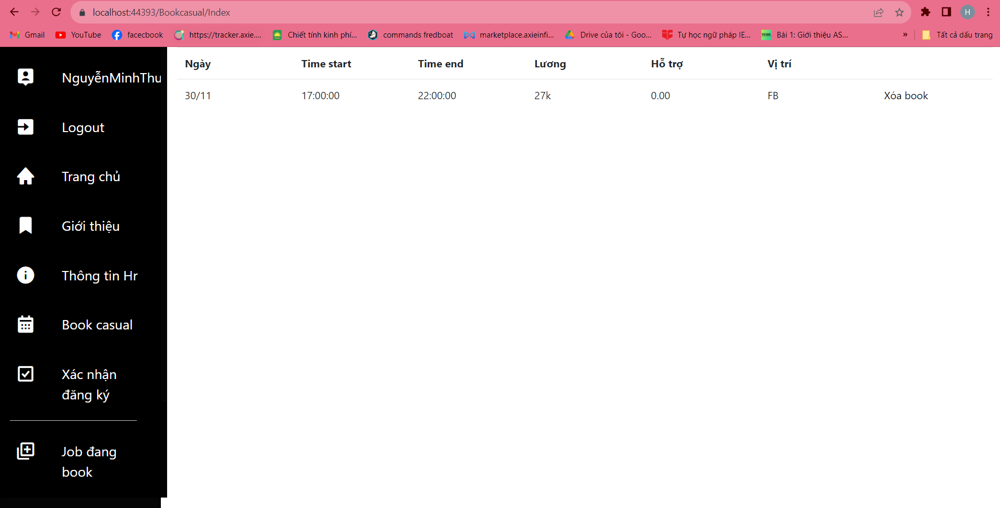 localhost:44393/Bookcasual/Index
H
Gmail
YouTube
facecbook
https://tracker.axie....
Chiết tính kinh phí...
commands fredboat
marketplace.axieinfi...
Drive của tôi - Goo...
Tự học ngữ pháp IE...
Bài 1: Giới thiệu AS...
»
Tất cả dấu trang
NguyễnMinhThu
Logout
Trang chủ
Giới thiệu
Thông tin Hr
Book casual
Xác nhận
đăng ký
Job đang
book
Ngày Time start Time end Lương Hỗ trợ Vị trí
30/11 17:00:00 22:00:00 27k 0.00 FB Xóa book